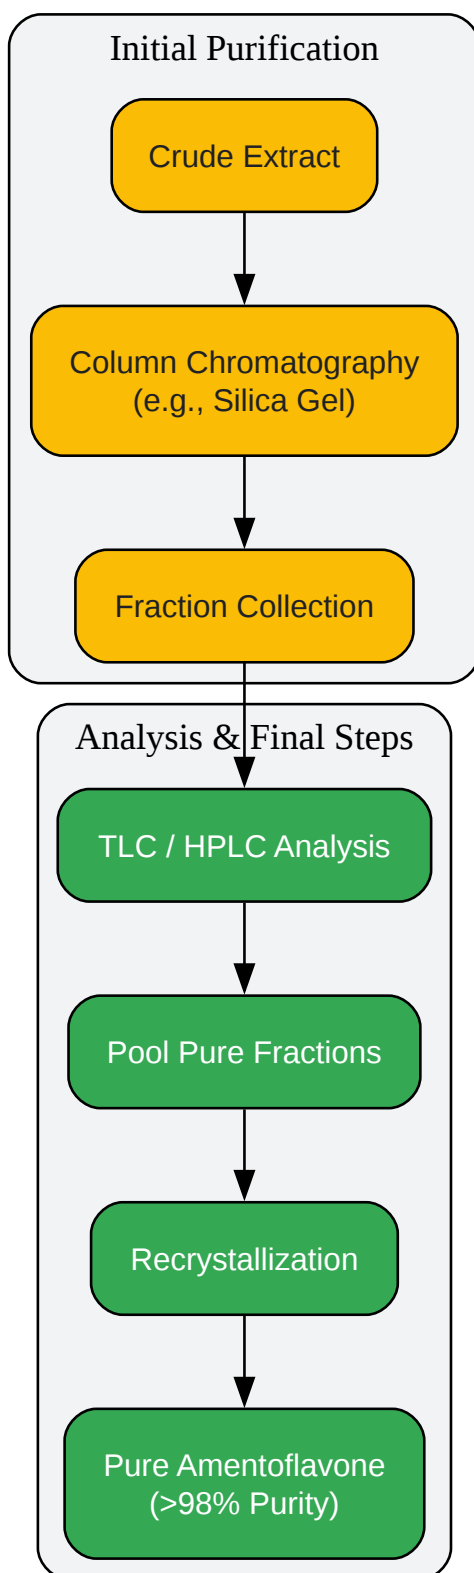 Initial Purification
Crude Extract
Column Chromatography
(e.g., Silica Gel)
Fraction Collection
Analysis & Final Steps
TLC / HPLC Analysis
Pool Pure Fractions
Recrystallization
Pure Amentoflavone
(>98% Purity)